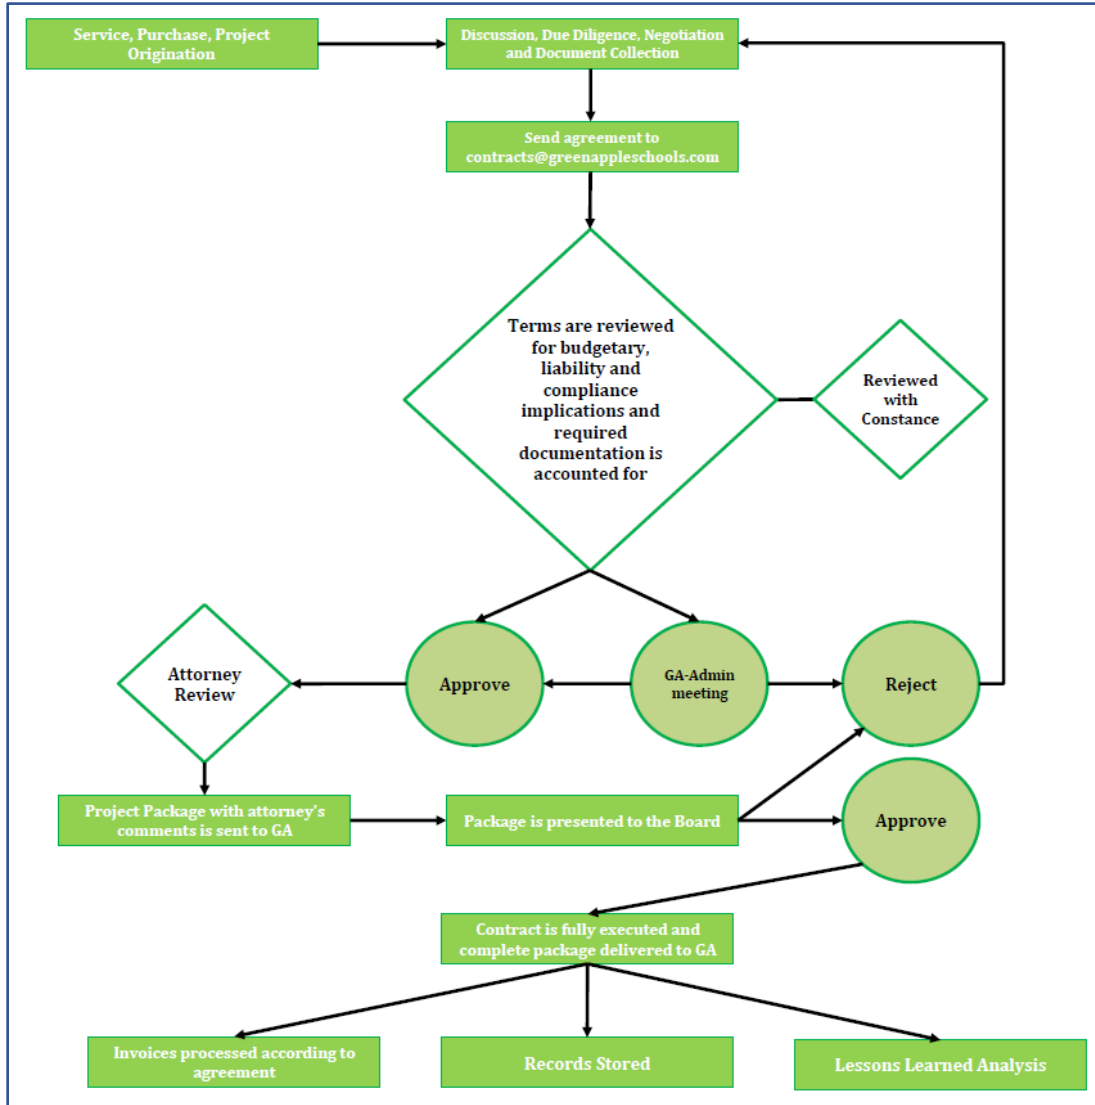 Service, Purchase, Project
Origination
Discussion, Due Diligence, Negotiation
and Document Collection
Send agreement to
contracts@greenappleschools.com
Terms are reviewed
for budgetary,
liability and
compliance
implications and
required
documentation is
accounted for
Reviewed
with
Constance
Attorney
Review
Approve
GA-Admin
meeting
Reject
Project Package with attorney's
comments is sent to GA
Package is presented to the Board
Approve
Contract is fully executed and
complete package delivered to GA
Invoices processed according to
agreement
Records Stored
Lessons Learned Analysis